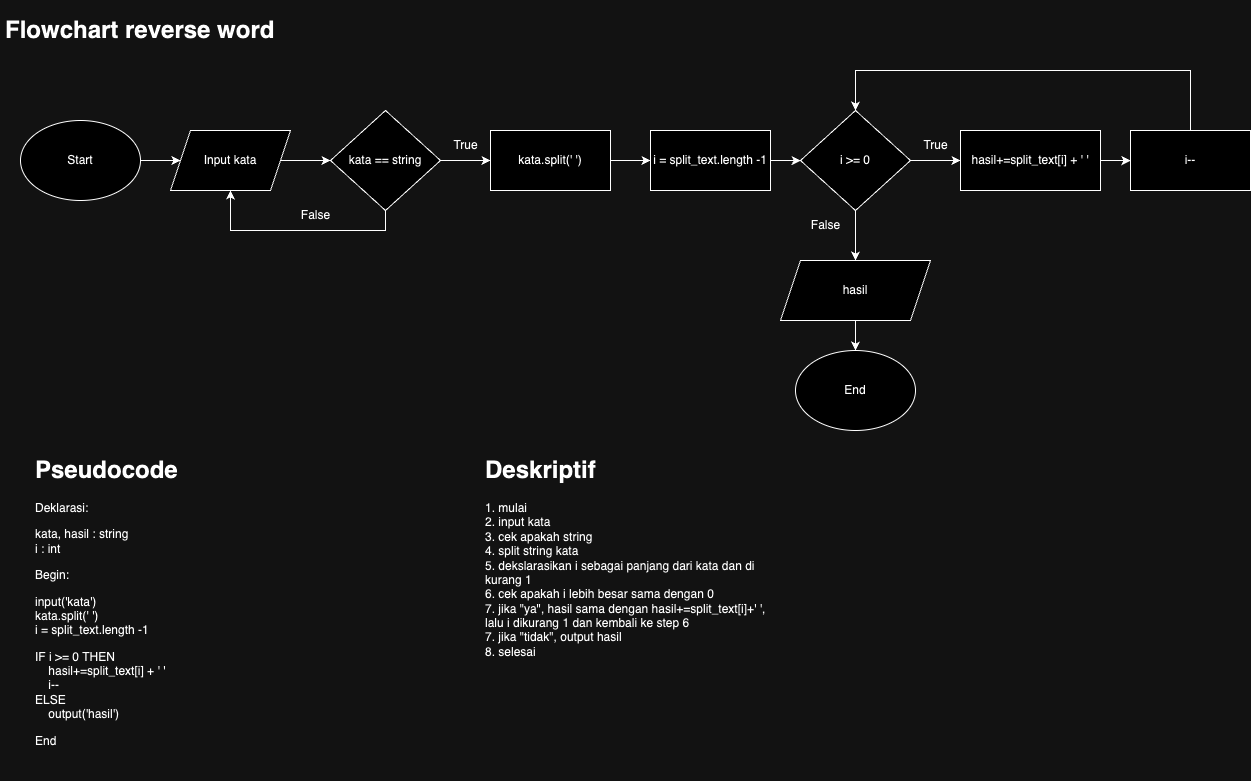 Flowchart reverse word
Start
Input kata
kata == string
True
False
kata.split(' ')
i = split_text.length -1
i >= 0
True
hasil+=split_text[i] + ' '
i--
False
hasil
End
Pseudocode
Deklarasi:
kata, hasil : string
i : int
Begin:
input('kata')
kata.split(' ')
i = split_text.length -1
IF i >= 0 THEN
hasil+=split_text[i] + ' '
i--
ELSE
output('hasil')
End
Deskriptif
1. mulai
2. input kata
3. cek apakah string
4. split string kata
5. dekslarasikan i sebagai panjang dari kata dan di
kurang 1
6. cek apakah i lebih besar sama dengan 0
7. jika "ya", hasil sama dengan hasil+=split_text[i]+' ',
lalu i dikurang 1 dan kembali ke step 6
7. jika "tidak", output hasil
8. selesai